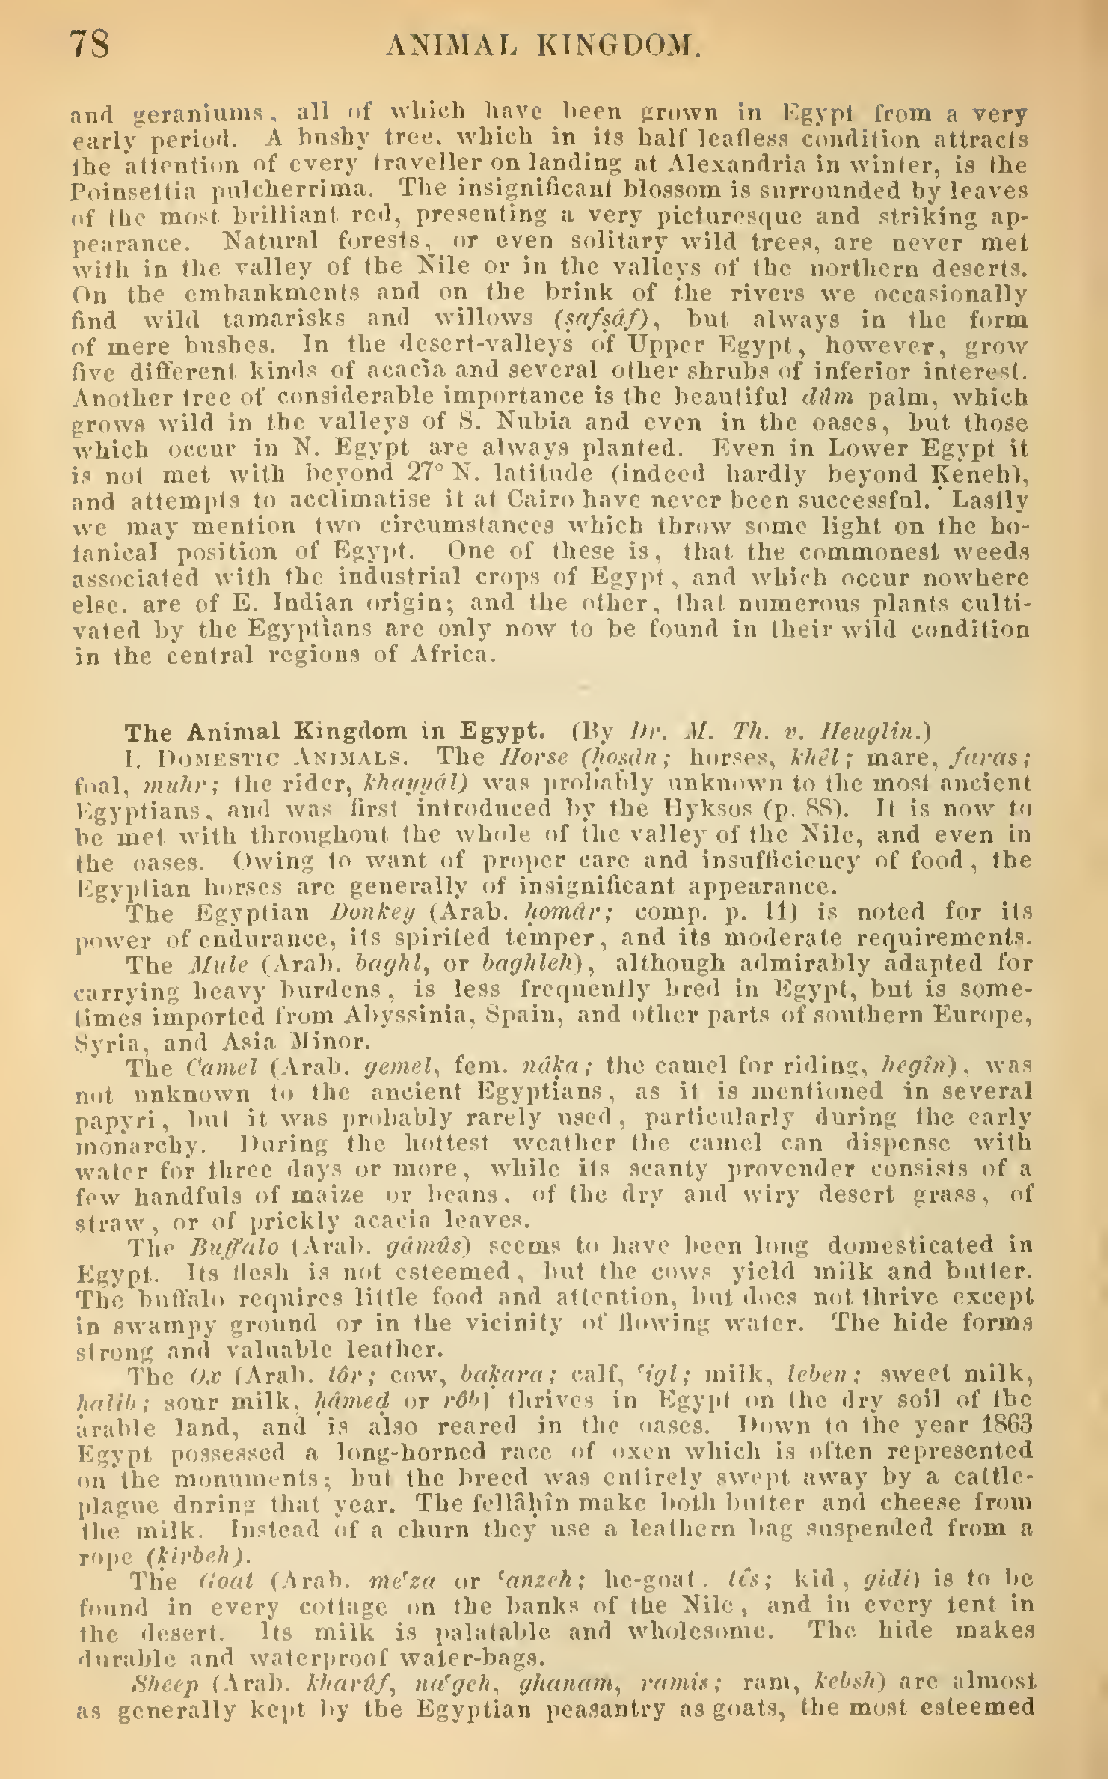 78 ANIMAL KINGDOM.
and geraniums, all of which have been grown in Egypt from a very
early period. A bushy tree, which in its half leafless condition attracts
the attention of every traveller on landing at Alexandria in winter, is the
Poinsettia pulcherrima. The insignificant blossom is surrounded by leaves
of the most brilliant red, presenting a very picturesque and striking ap-
pearance. Natural forests, or even solitary wild trees, are never met
with in the valley of the Nile or in the valleys of the northern deserts.
On the embankments and on the brink of the rivers we occasionally
find wild tamarisks and willows (ṣafṣâf), but always in the form
of mere bushes. In the desert-valleys of Upper Egypt, however, grow
five different kinds of acacia and several other shrubs of inferior interest.
Another tree of considerable importance is the beautiful dûm palm, which
grows wild in the valleys of S. Nubia and even in the oases, but those
which occur in N. Egypt are always planted. Even in Lower Egypt it
is not met with beyond 27° N. latitude (indeed hardly beyond Ḳeneh),
and attempts to acclimatise it at Cairo have never been successful. Lastly
we may mention two circumstances which throw some light on the bo-
tanical position of Egypt. One of these is, that the commonest weeds
associated with the industrial crops of Egypt, and which occur nowhere
else, are of E. Indian origin; and the other, that numerous plants culti-
vated by the Egyptians are only now to be found in their wild condition
in the central regions of Africa.
The Animal Kingdom in Egypt. (By Dr. M. Th. v. Heuglin.)
I. DOMESTIC ANIMALS. The Horse (ḥoṣân; horses, khêl; mare, faras;
foal, muhr; the rider, khayyâl) was probably unknown to the most ancient
Egyptians, and was first introduced by the Hyksos (p. 88). It is now to
be met with throughout the whole of the valley of the Nile, and even in
the oases. Owing to want of proper care and insufficiency of food, the
Egyptian horses are generally of insignificant appearance.
The Egyptian Donkey (Arab. ḥomâr; comp. p. 11) is noted for its
power of endurance, its spirited temper, and its moderate requirements.
The Mule (Arab. baghl, or baghleh), although admirably adapted for
carrying heavy burdens, is less frequently bred in Egypt, but is some-
times imported from Abyssinia, Spain, and other parts of southern Europe,
Syria, and Asia Minor.
The Camel (Arab. gemel, fem. nâḳa; the camel for riding, hegîn), was
not unknown to the ancient Egyptians, as it is mentioned in several
papyri, but it was probably rarely used, particularly during the early
monarchy. During the hottest weather the camel can dispense with
water for three days or more, while its scanty provender consists of a
few handfuls of maize or beans, of the dry and wiry desert grass, of
straw, or of prickly acacia leaves.
The Buffalo (Arab. gâmûs) seems to have been long domesticated in
Egypt. Its flesh is not esteemed, but the cows yield milk and butter.
The buffalo requires little food and attention, but does not thrive except
in swampy ground or in the vicinity of flowing water. The hide forms
strong and valuable leather.
The Ox (Arab. tôr; cow, baḳara; calf, ʿigl; milk, leben; sweet milk,
ḥalîb; sour milk, ḥâmeḍ or rôb) thrives in Egypt on the dry soil of the
arable land, and is also reared in the oases. Down to the year 1863
Egypt possessed a long-horned race of oxen which is often represented
on the monuments; but the breed was entirely swept away by a cattle-
plague during that year. The fellâḥîn make both butter and cheese from
the milk. Instead of a churn they use a leathern bag suspended from a
rope (ḳirbeh).
The Goat (Arab. meʿza or ʿanzeh; he-goat, tês; kid, gidî) is to be
found in every cottage on the banks of the Nile, and in every tent in
the desert. Its milk is palatable and wholesome. The hide makes
durable and waterproof water-bags.
Sheep (Arab. kharûf, naʿgeh, ghanam, ramis; ram, kebsh) are almost
as generally kept by the Egyptian peasantry as goats, the most esteemed